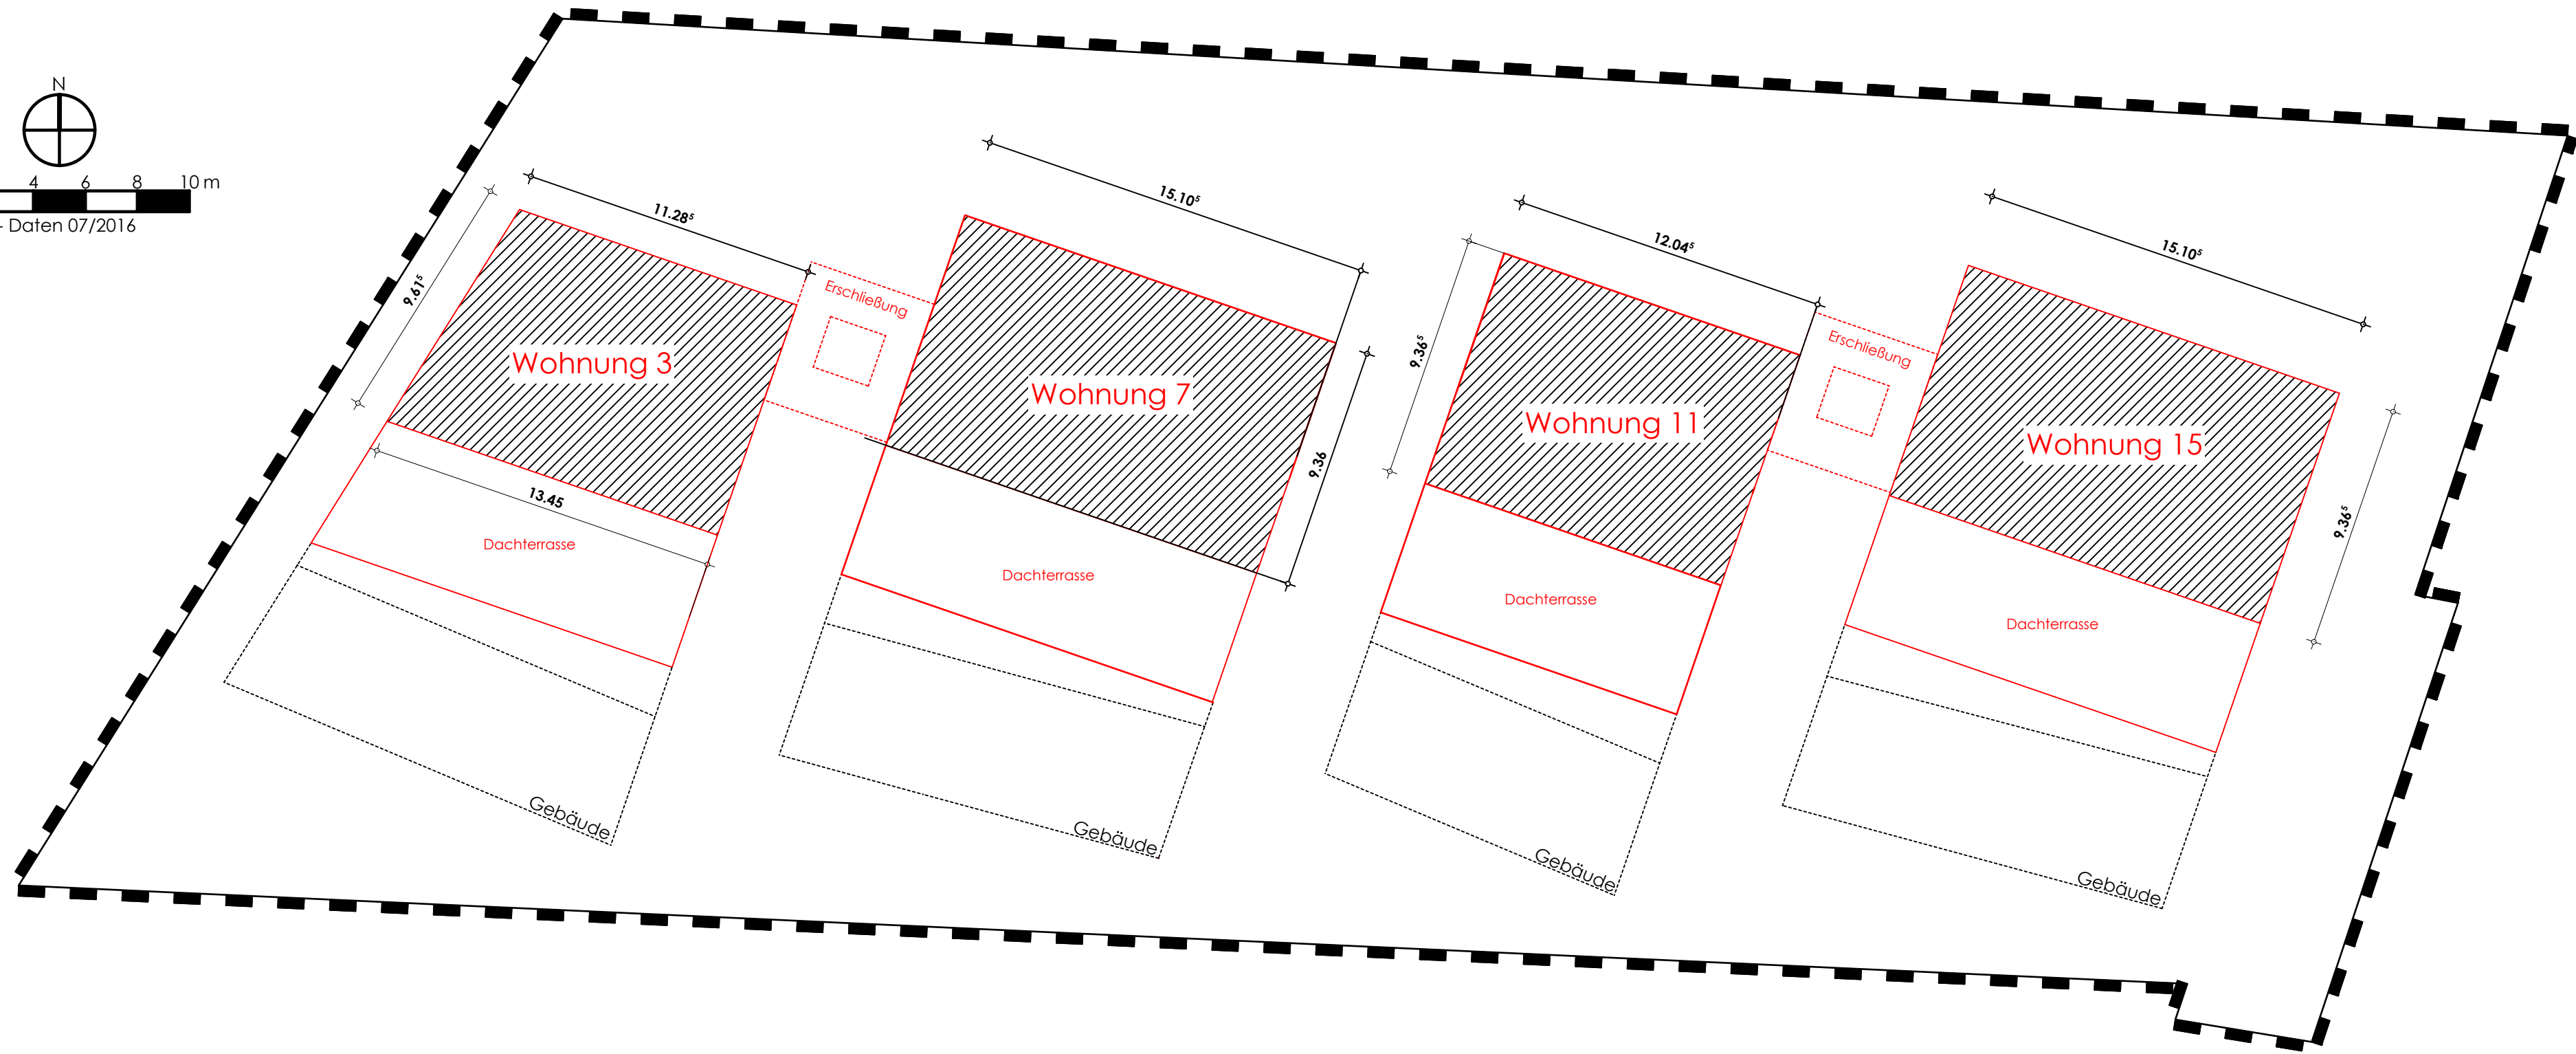 N
4 6 8 10 m
- Daten 07/2016
11.28⁵
9.61⁵
Wohnung 3
13.45
Dachterrasse
Gebäude
Erschließung
15.10⁵
Wohnung 7
9.36
Dachterrasse
Gebäude
12.04⁵
9.36⁵
Wohnung 11
Dachterrasse
Gebäude
Erschließung
15.10⁵
Wohnung 15
9.36⁵
Dachterrasse
Gebäude